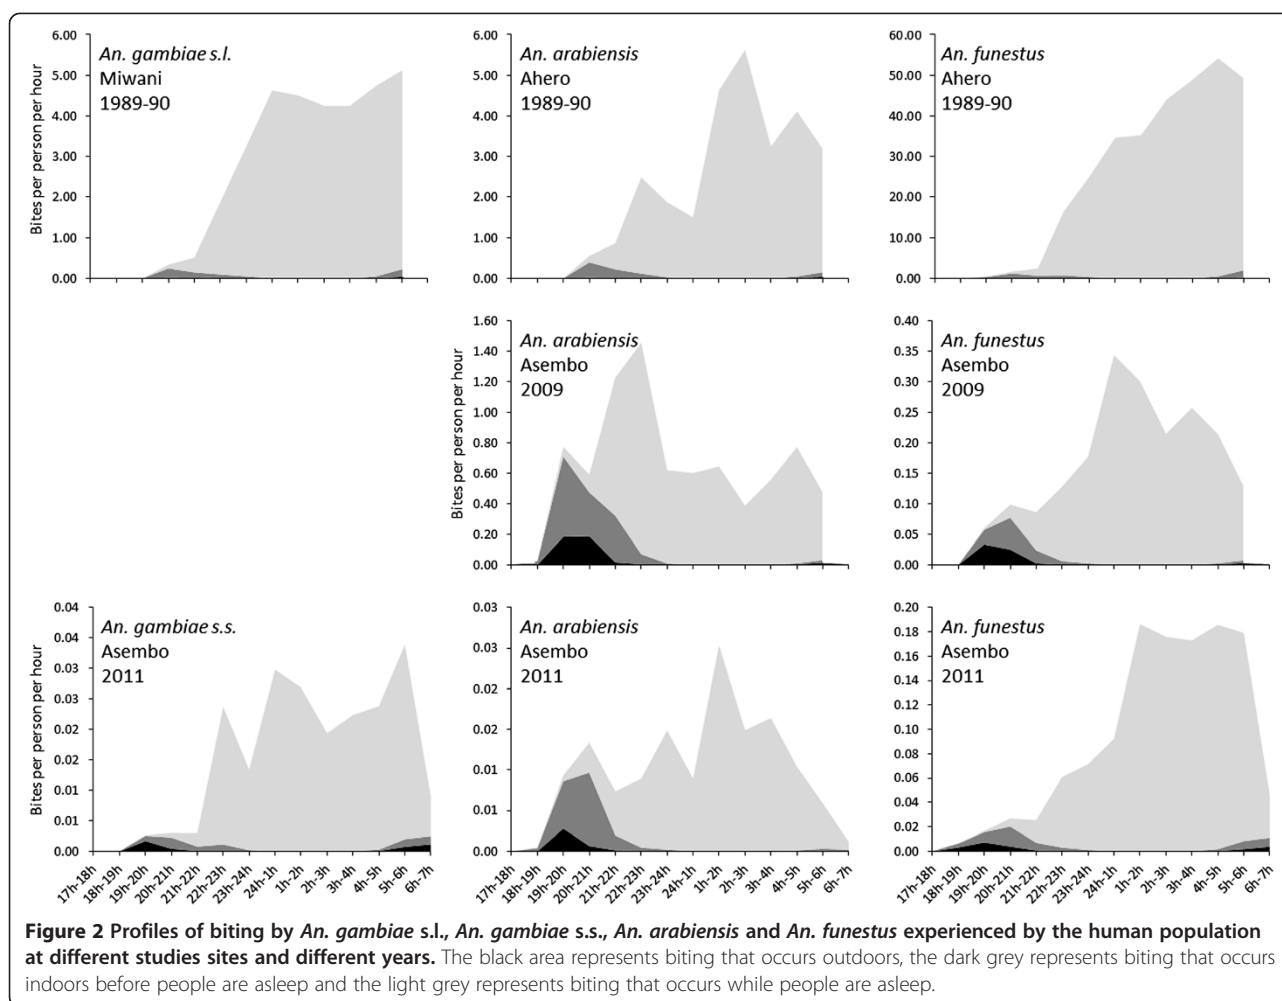 An. gambiae s.l.
Miwani
1989-90
Bites per person per hour
6.00
5.00
4.00
3.00
2.00
1.00
0.00
An. arabiensis
Ahero
1989-90
6.00
5.00
4.00
3.00
2.00
1.00
0.00
An. funestus
Ahero
1989-90
60.00
50.00
40.00
30.00
20.00
10.00
0.00
An. arabiensis
Asembo
2009
Bites per person per hour
1.60
1.40
1.20
1.00
0.80
0.60
0.40
0.20
0.00
An. funestus
Asembo
2009
0.40
0.35
0.30
0.25
0.20
0.15
0.10
0.05
0.00
An. gambiae s.s.
Asembo
2011
Bites per person per hour
0.04
0.04
0.03
0.03
0.02
0.02
0.01
0.01
0.00
17h-18h
18h-19h
19h-20h
20h-21h
21h-22h
22h-23h
23h-24h
24h-1h
1h-2h
2h-3h
3h-4h
4h-5h
5h-6h
6h-7h
An. arabiensis
Asembo
2011
0.03
0.03
0.02
0.02
0.01
0.01
0.00
17h-18h
18h-19h
19h-20h
20h-21h
21h-22h
22h-23h
23h-24h
24h-1h
1h-2h
2h-3h
3h-4h
4h-5h
5h-6h
6h-7h
An. funestus
Asembo
2011
0.20
0.18
0.16
0.14
0.12
0.10
0.08
0.06
0.04
0.02
0.00
17h-18h
18h-19h
19h-20h
20h-21h
21h-22h
22h-23h
23h-24h
24h-1h
1h-2h
2h-3h
3h-4h
4h-5h
5h-6h
6h-7h
Figure 2 Profiles of biting by An. gambiae s.l., An. gambiae s.s., An. arabiensis and An. funestus experienced by the human population
at different studies sites and different years. The black area represents biting that occurs outdoors, the dark grey represents biting that occurs
indoors before people are asleep and the light grey represents biting that occurs while people are asleep.